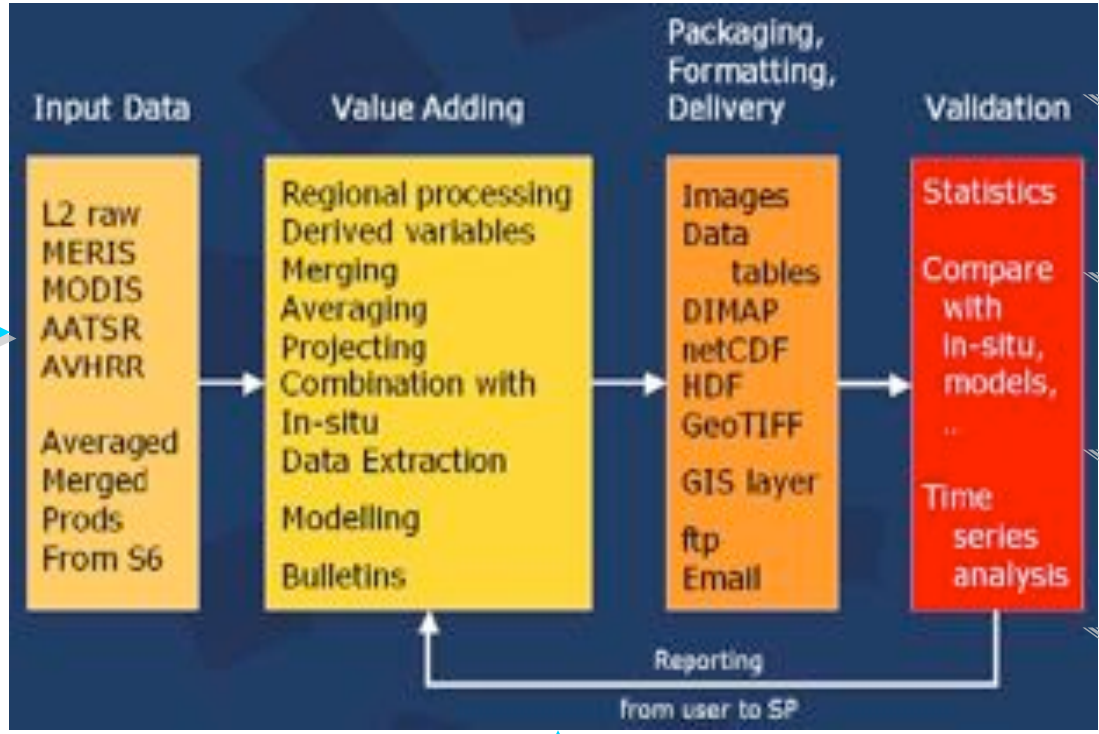 Input Data
L2 raw
MERIS
MODIS
AATSR
AVHRR
Averaged
Merged
Prods
From S6
Value Adding
Regional processing
Derived variables
Merging
Averaging
Projecting
Combination with
In-situ
Data Extraction
Modelling
Bulletins
Packaging,
Formatting,
Delivery
Images
Data
tables
DIMAP
netCDF
HDF
GeoTIFF
GIS layer
ftp
Email
Validation
Statistics
Compare
with
in-situ,
models,
..
Time
series
analysis
Reporting
from user to SP